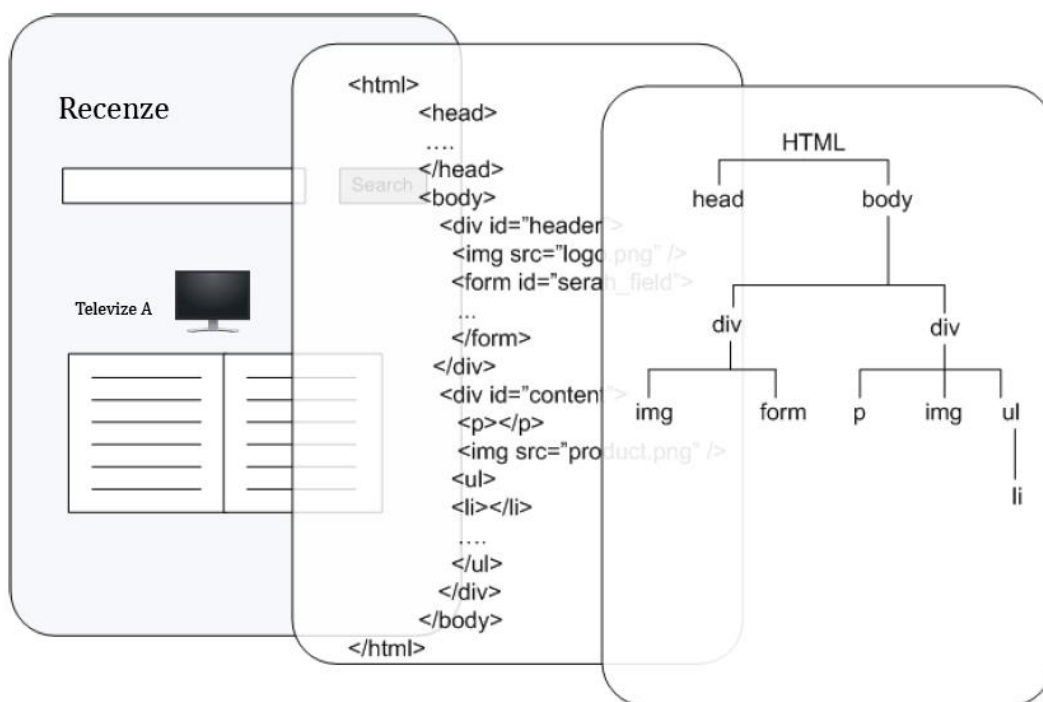 Recenze
Search
Televize A
<html>
<head>
....
</head>
<body>
<div id="header">
<img src="logo.png" />
<form id="serah_field">
...
</form>
</div>
<div id="content">
<p></p>
<img src="product.png" />
<ul>
<li></li>
....
</ul>
</div>
</body>
</html>
HTML
head body
div div
img form p img ul
li